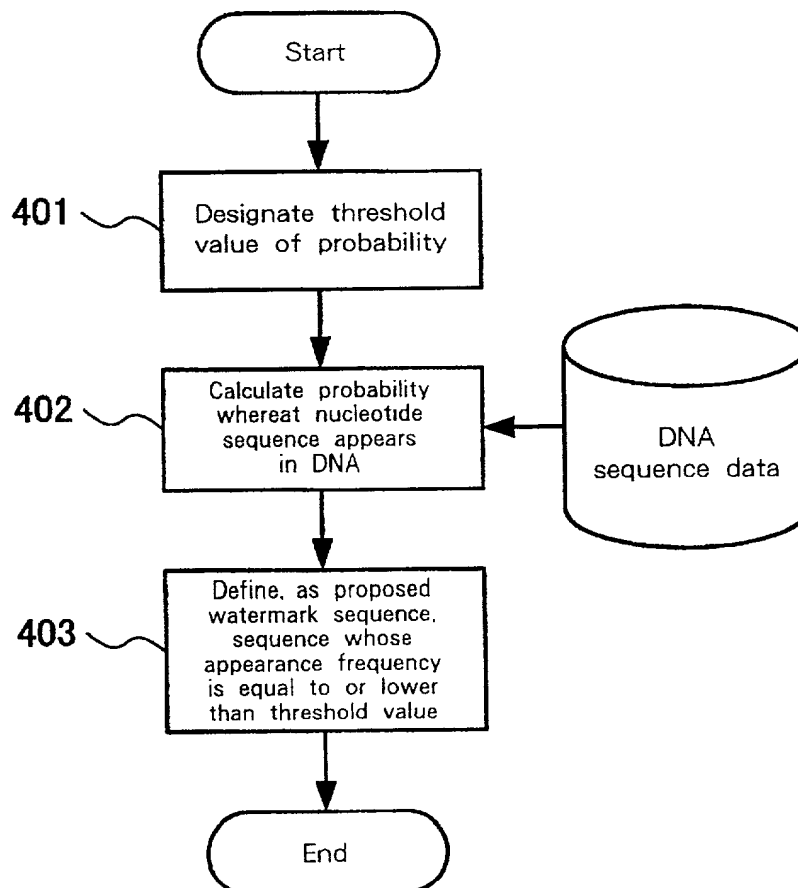 Start
401
Designate threshold
value of probability
402
Calculate probability
whereat nucleotide
sequence appears
in DNA
DNA
sequence data
403
Define, as proposed
watermark sequence,
sequence whose
appearance frequency
is equal to or lower
than threshold value
End